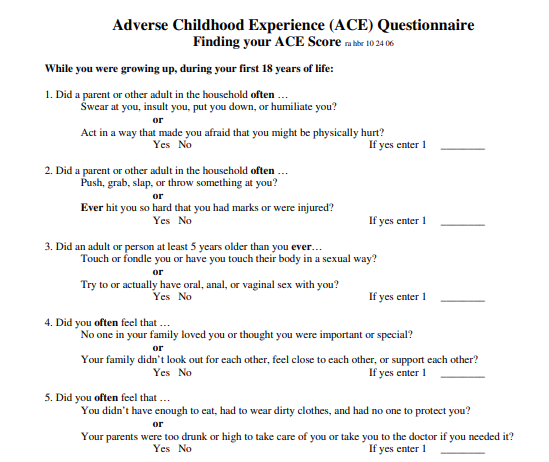 Adverse Childhood Experience (ACE) Questionnaire
Finding your ACE Score ra hbr 10 24 06
While you were growing up, during your first 18 years of life:
1. Did a parent or other adult in the household often …
Swear at you, insult you, put you down, or humiliate you?
or
Act in a way that made you afraid that you might be physically hurt?
Yes No If yes enter 1 ________
2. Did a parent or other adult in the household often …
Push, grab, slap, or throw something at you?
or
Ever hit you so hard that you had marks or were injured?
Yes No If yes enter 1 ________
3. Did an adult or person at least 5 years older than you ever…
Touch or fondle you or have you touch their body in a sexual way?
or
Try to or actually have oral, anal, or vaginal sex with you?
Yes No If yes enter 1 ________
4. Did you often feel that …
No one in your family loved you or thought you were important or special?
or
Your family didn’t look out for each other, feel close to each other, or support each other?
Yes No If yes enter 1 ________
5. Did you often feel that …
You didn’t have enough to eat, had to wear dirty clothes, and had no one to protect you?
or
Your parents were too drunk or high to take care of you or take you to the doctor if you needed it?
Yes No If yes enter 1 ________